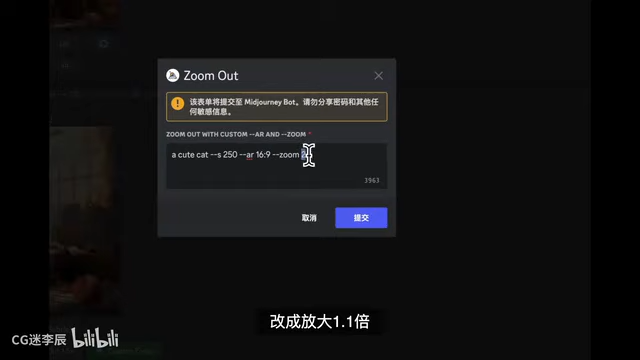 Zoom Out
该表单将提交至 Midjourney Bot。请勿分享密码和其他任
何敏感信息。
ZOOM OUT WITH CUSTOM --AR AND --ZOOM *
a cute cat --s 250 --ar 16:9 --zoom 2
3963
取消
提交
改成放大1.1倍
CG迷李辰 bilibili